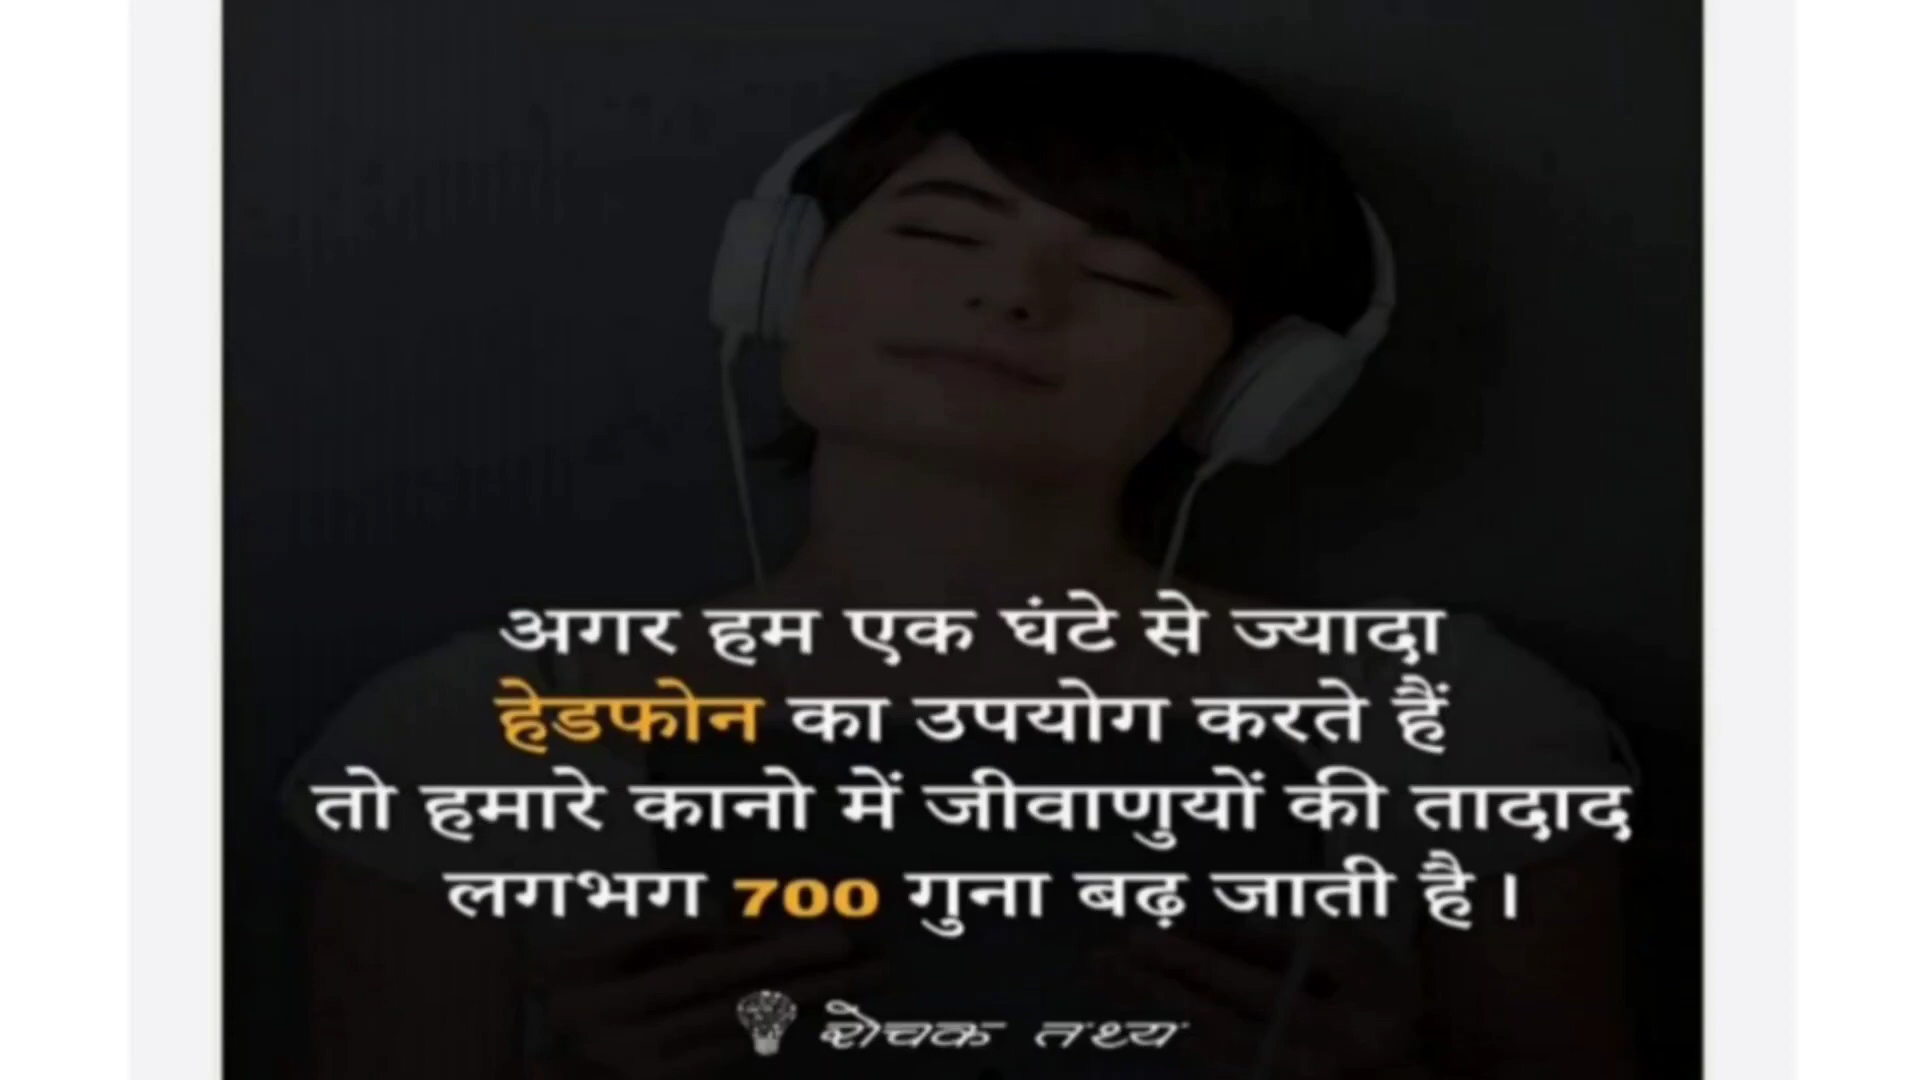 अगर हम एक घंटे से ज्यादा
हेडफोन का उपयोग करते हैं
तो हमारे कानो में जीवाणुयों की तादाद
लगभग 700 गुना बढ़ जाती है ।
रोचक तथ्य